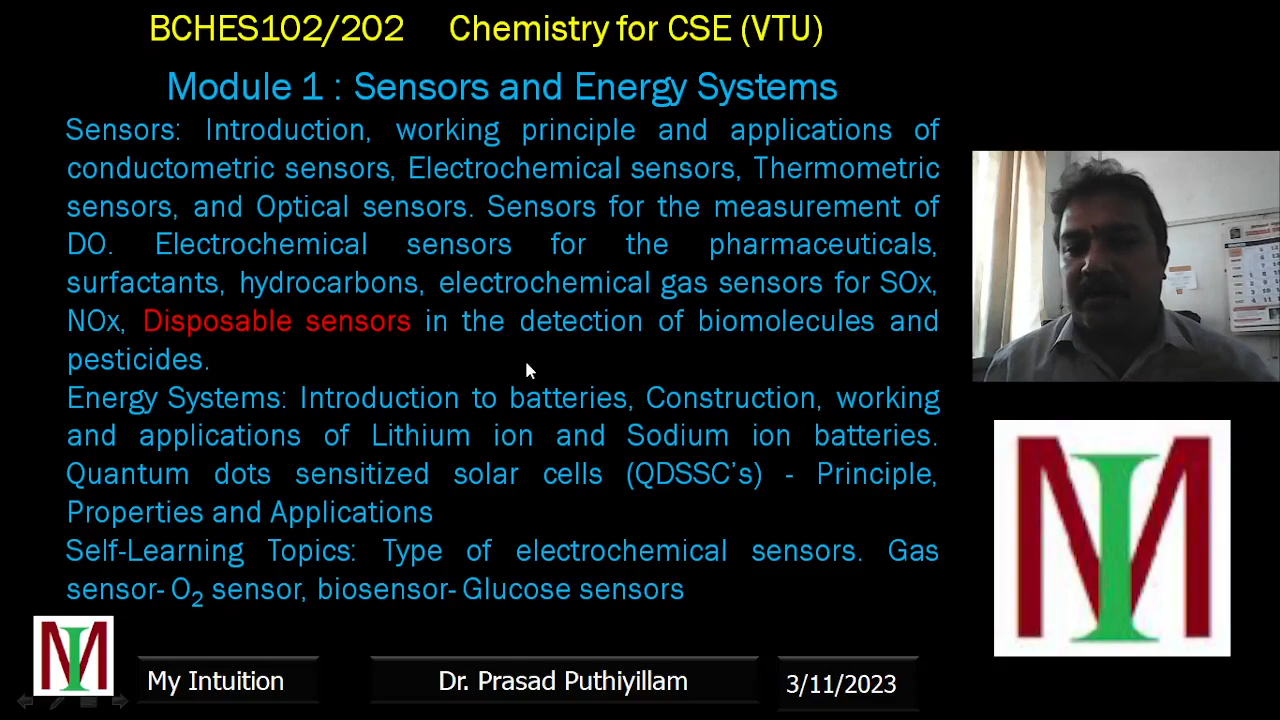 BCHES102/202 Chemistry for CSE (VTU)
Module 1 : Sensors and Energy Systems
Sensors: Introduction, working principle and applications of
conductometric sensors, Electrochemical sensors, Thermometric
sensors, and Optical sensors. Sensors for the measurement of
DO. Electrochemical sensors for the pharmaceuticals,
surfactants, hydrocarbons, electrochemical gas sensors for SOx,
NOx, Disposable sensors in the detection of biomolecules and
pesticides.
Energy Systems: Introduction to batteries, Construction, working
and applications of Lithium ion and Sodium ion batteries.
Quantum dots sensitized solar cells (QDSSC's) - Principle,
Properties and Applications
Self-Learning Topics: Type of electrochemical sensors. Gas
sensor- O₂ sensor, biosensor- Glucose sensors
MI
MI
My Intuition
Dr. Prasad Puthiyillam
3/11/2023